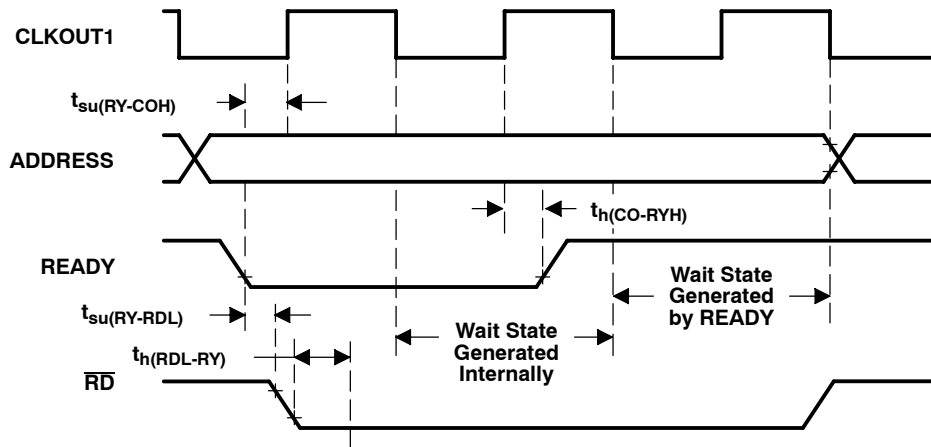 CLKOUT1
tsu(RY-COH)
ADDRESS
th(CO-RYH)
READY
Wait State
Generated
by READY
tsu(RY-RDL)
Wait State
Generated
Internally
th(RDL-RY)
RD